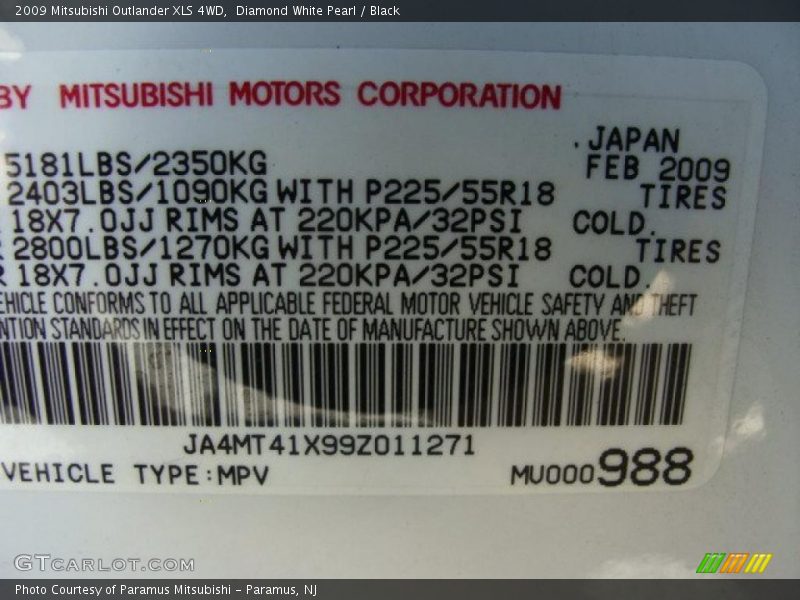 2009 Mitsubishi Outlander XLS 4WD,  Diamond White Pearl / Black
BY MITSUBISHI MOTORS CORPORATION
.JAPAN
5181LBS/2350KG FEB 2009
2403LBS/1090KG WITH P225/55R18 TIRES
18X7.0JJ RIMS AT 220KPA/32PSI COLD.
2800LBS/1270KG WITH P225/55R18 TIRES
R 18X7.0JJ RIMS AT 220KPA/32PSI COLD.
EHICLE CONFORMS TO ALL APPLICABLE FEDERAL MOTOR VEHICLE SAFETY AND THEFT
NTION STANDARDS IN EFFECT ON THE DATE OF MANUFACTURE SHOWN ABOVE.
JA4MT41X99Z011271
VEHICLE TYPE:MPV MU000988
GTCARLOT.COM
Photo Courtesy of Paramus Mitsubishi - Paramus, NJ